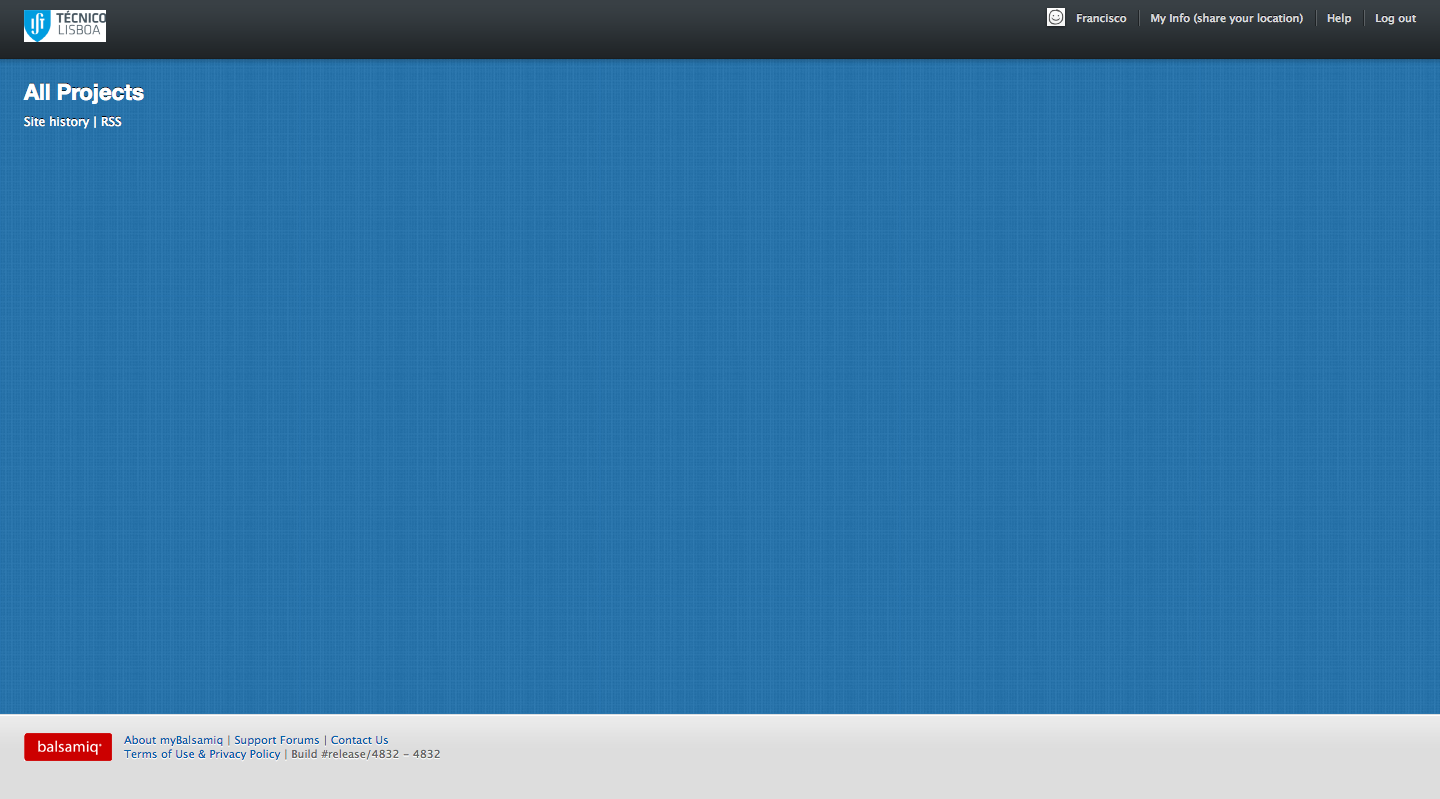 TÉCNICO
LISBOA
Francisco
My Info (share your location)
Help
Log out
All Projects
Site history | RSS
balsamiq
About myBalsamiq | Support Forums | Contact Us
Terms of Use & Privacy Policy | Build #release/4832 - 4832